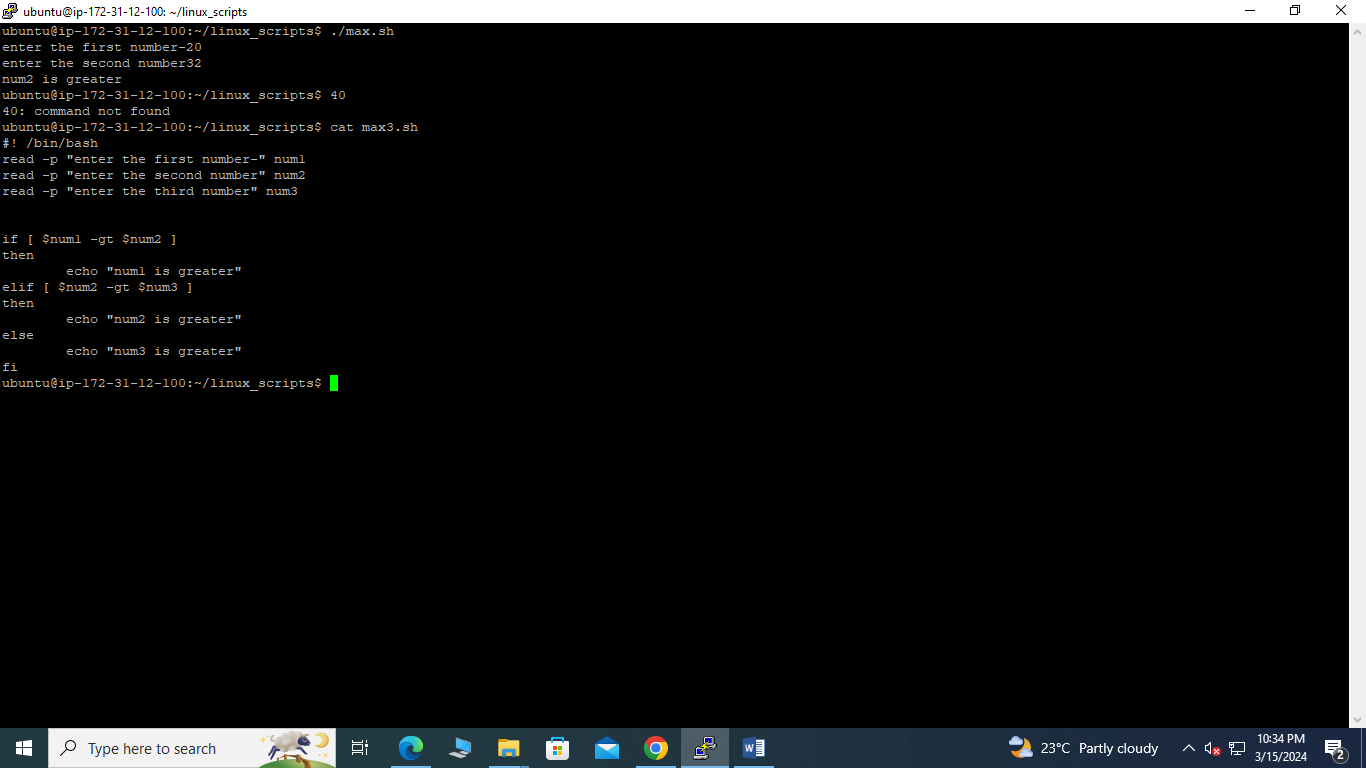 ubuntu@ip-172-31-12-100: ~/linux_scripts
ubuntu@ip-172-31-12-100:~/linux_scripts$ ./max.sh
enter the first number-20
enter the second number32
num2 is greater
ubuntu@ip-172-31-12-100:~/linux_scripts$ 40
40: command not found
ubuntu@ip-172-31-12-100:~/linux_scripts$ cat max3.sh
#! /bin/bash
read -p "enter the first number-" num1
read -p "enter the second number" num2
read -p "enter the third number" num3
if [ $num1 -gt $num2 ]
then
        echo "num1 is greater"
elif [ $num2 -gt $num3 ]
then
        echo "num2 is greater"
else
        echo "num3 is greater"
fi
ubuntu@ip-172-31-12-100:~/linux_scripts$
Type here to search
23°C Partly cloudy
10:34 PM
3/15/2024
2